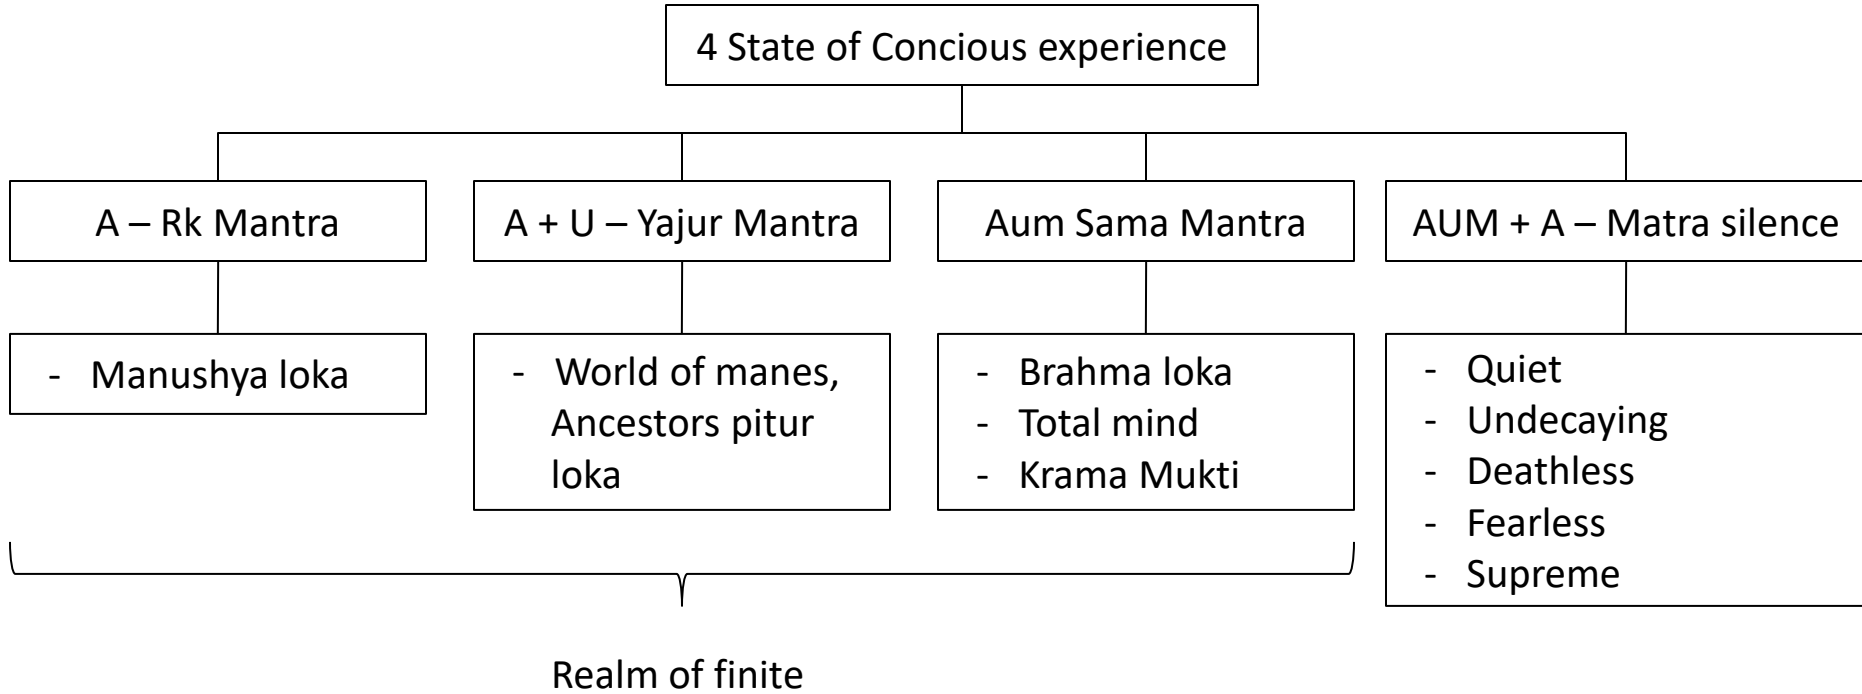 4 State of Concious experience
A – Rk Mantra
A + U – Yajur Mantra
Aum Sama Mantra
AUM + A – Matra silence
- Manushya loka
- World of manes,
Ancestors pitur
loka
- Brahma loka
- Total mind
- Krama Mukti
- Quiet
- Undecaying
- Deathless
- Fearless
- Supreme
Realm of finite